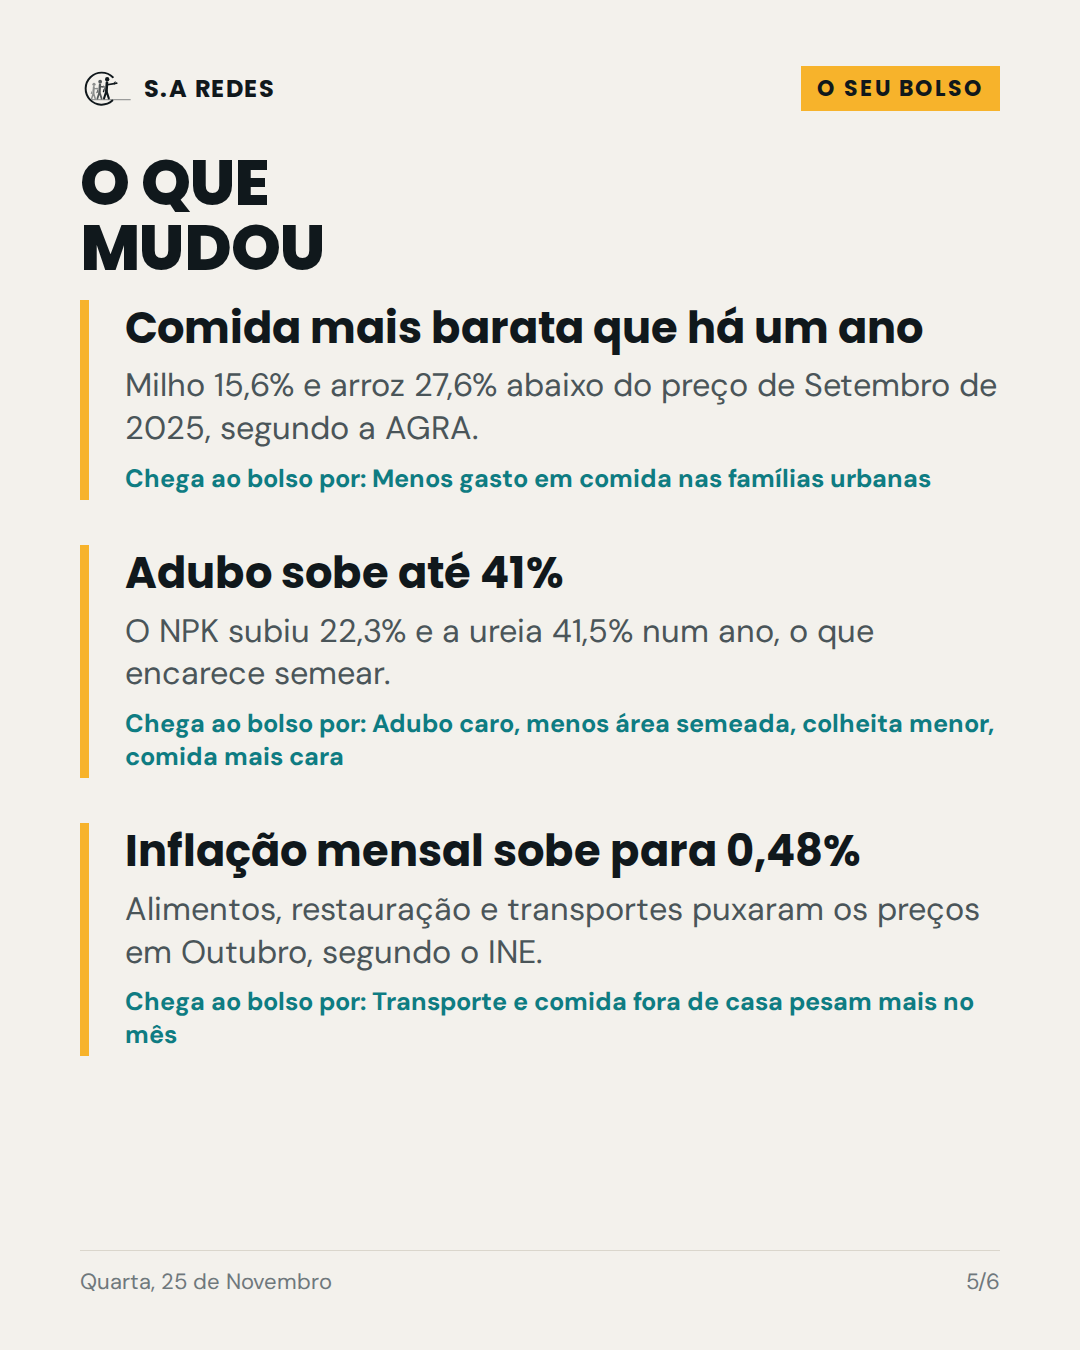 S.A REDES
O SEU BOLSO
O QUE
MUDOU
Comida mais barata que há um ano
Milho 15,6% e arroz 27,6% abaixo do preço de Setembro de
2025, segundo a AGRA.
Chega ao bolso por: Menos gasto em comida nas famílias urbanas
Adubo sobe até 41%
O NPK subiu 22,3% e a ureia 41,5% num ano, o que
encarece semear.
Chega ao bolso por: Adubo caro, menos área semeada, colheita menor,
comida mais cara
Inflação mensal sobe para 0,48%
Alimentos, restauração e transportes puxaram os preços
em Outubro, segundo o INE.
Chega ao bolso por: Transporte e comida fora de casa pesam mais no
mês
Quarta, 25 de Novembro
5/6